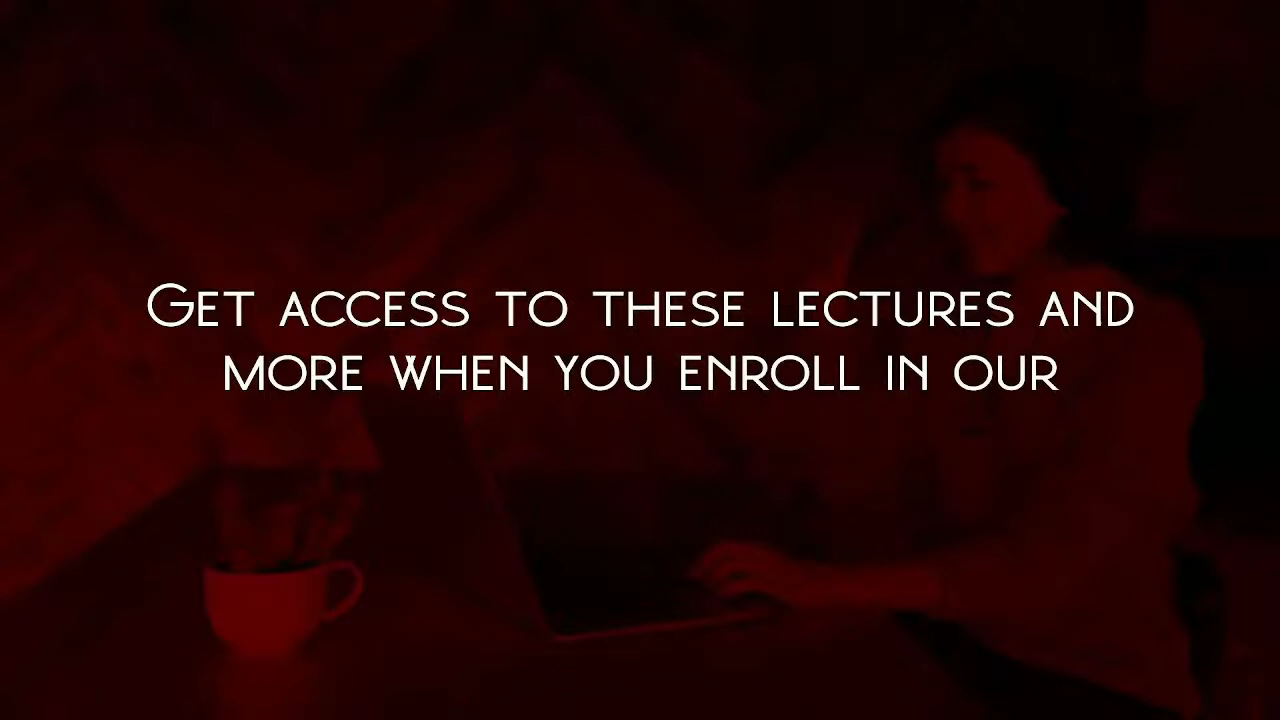 Get access to these lectures and
more when you enroll in our